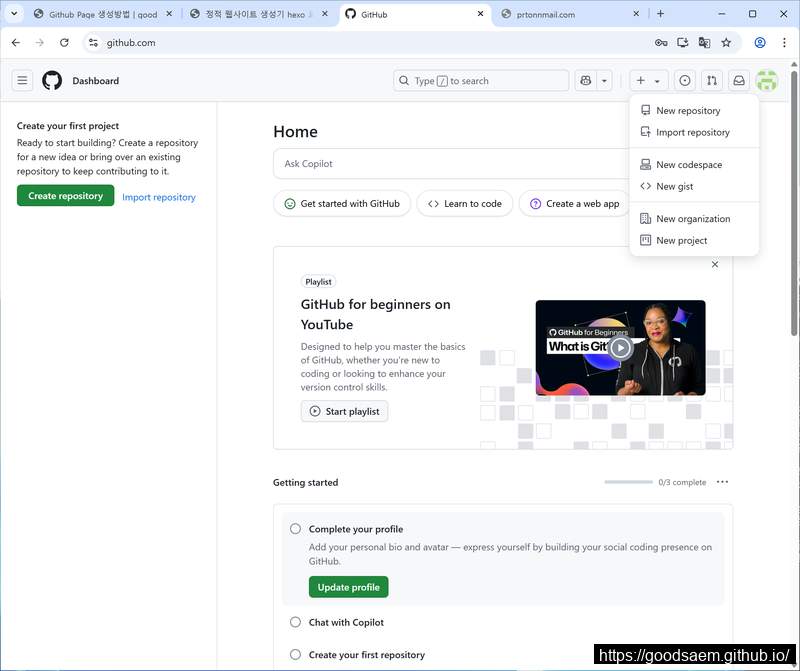 Github Page 생성방법 | good
정적 웹사이트 생성기 hexo
GitHub
prtonnmail.com
github.com
Dashboard
Type / to search
New repository
Import repository
New codespace
New gist
New organization
New project
Create your first project
Ready to start building? Create a repository
for a new idea or bring over an existing
repository to keep contributing to it.
Create repository
Import repository
Home
Ask Copilot
Get started with GitHub
Learn to code
Create a web app
Playlist
GitHub for beginners on
YouTube
Designed to help you master the basics
of GitHub, whether you're new to
coding or looking to enhance your
version control skills.
Start playlist
GitHub for Beginners
What is Git
Getting started
0/3 complete
Complete your profile
Add your personal bio and avatar — express yourself by building your social coding presence on
GitHub.
Update profile
Chat with Copilot
Create your first repository
https://goodsaem.github.io/